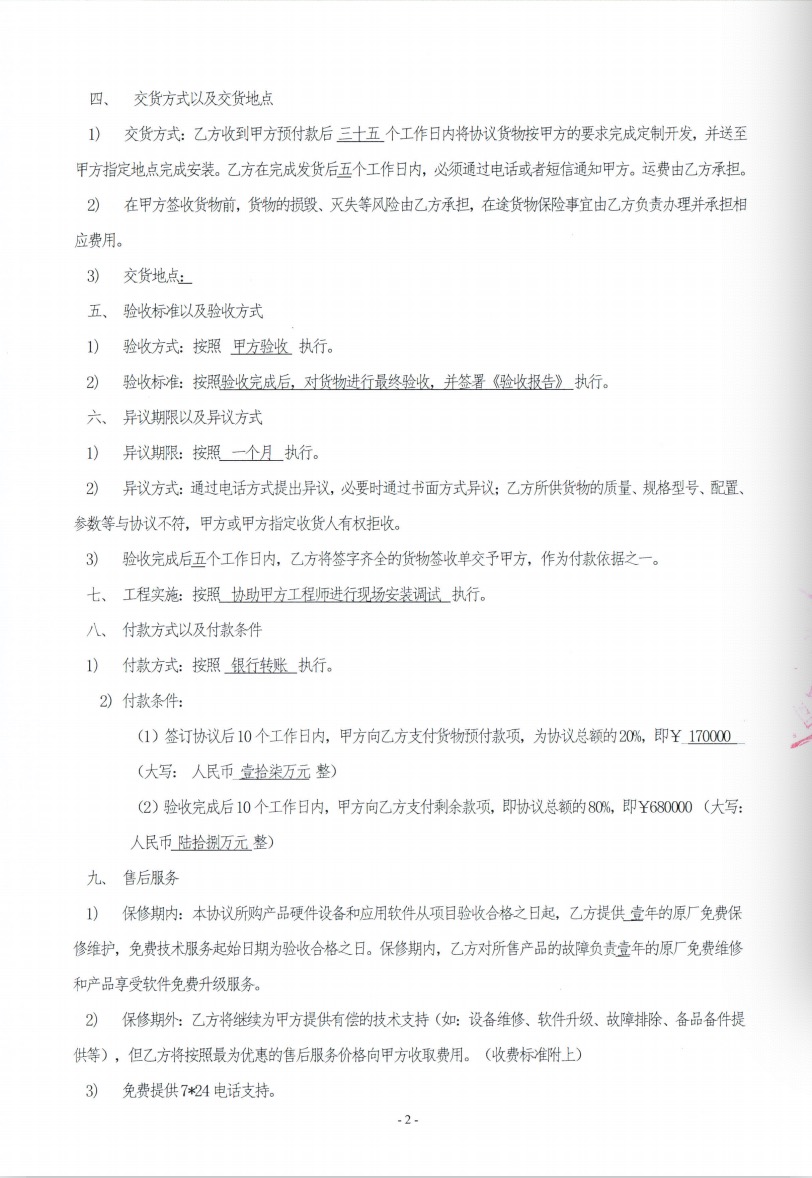 四、 交货方式以及交货地点
1) 交货方式：乙方收到甲方预付款后 三十五 个工作日内将协议货物按甲方的要求完成定制开发，并送至
甲方指定地点完成安装。乙方在完成发货后五个工作日内，必须通过电话或者短信通知甲方。运费由乙方承担。
2) 在甲方签收货物前，货物的损毁、灭失等风险由乙方承担，在途货物保险事宜由乙方负责办理并承担相
应费用。
3) 交货地点：
五、 验收标准以及验收方式
1) 验收方式：按照 甲方验收 执行。
2) 验收标准：按照验收完成后，对货物进行最终验收，并签署《验收报告》 执行。
六、 异议期限以及异议方式
1) 异议期限：按照 一个月 执行。
2) 异议方式：通过电话方式提出异议，必要时通过书面方式异议；乙方所供货物的质量、规格型号、配置、
参数等与协议不符，甲方或甲方指定收货人有权拒收。
3) 验收完成后五个工作日内，乙方将签字齐全的货物签收单交予甲方，作为付款依据之一。
七、 工程实施：按照 协助甲方工程师进行现场安装调试 执行。
八、 付款方式以及付款条件
1) 付款方式：按照 银行转账 执行。
2) 付款条件：
（1）签订协议后 10 个工作日内，甲方向乙方支付货物预付款项，为协议总额的 20%，即￥ 170000
（大写： 人民币 壹拾柒万元 整）
（2）验收完成后 10 个工作日内，甲方向乙方支付剩余款项，即协议总额的 80%，即￥680000 （大写：
人民币 陆拾捌万元 整）
九、 售后服务
1) 保修期内：本协议所购产品硬件设备和应用软件从项目验收合格之日起，乙方提供 壹年的原厂免费保
修维护，免费技术服务起始日期为验收合格之日。保修期内，乙方对所售产品的故障负责壹年的原厂免费维修
和产品享受软件免费升级服务。
2) 保修期外：乙方将继续为甲方提供有偿的技术支持（如：设备维修、软件升级、故障排除、备品备件提
供等），但乙方将按照最为优惠的售后服务价格向甲方收取费用。（收费标准附上）
3) 免费提供 7*24 电话支持。
- 2 -